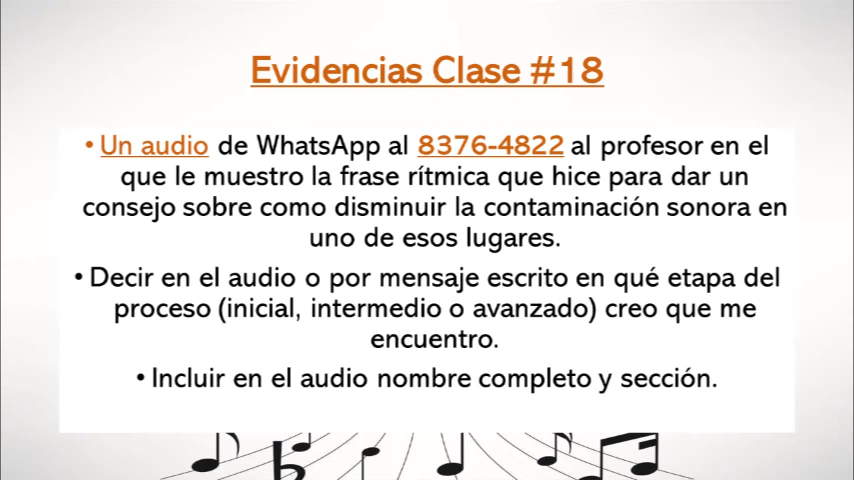 Evidencias Clase #18
• Un audio de WhatsApp al 8376-4822 al profesor en el
que le muestro la frase rítmica que hice para dar un
consejo sobre como disminuir la contaminación sonora en
uno de esos lugares.
• Decir en el audio o por mensaje escrito en qué etapa del
proceso (inicial, intermedio o avanzado) creo que me
encuentro.
• Incluir en el audio nombre completo y sección.